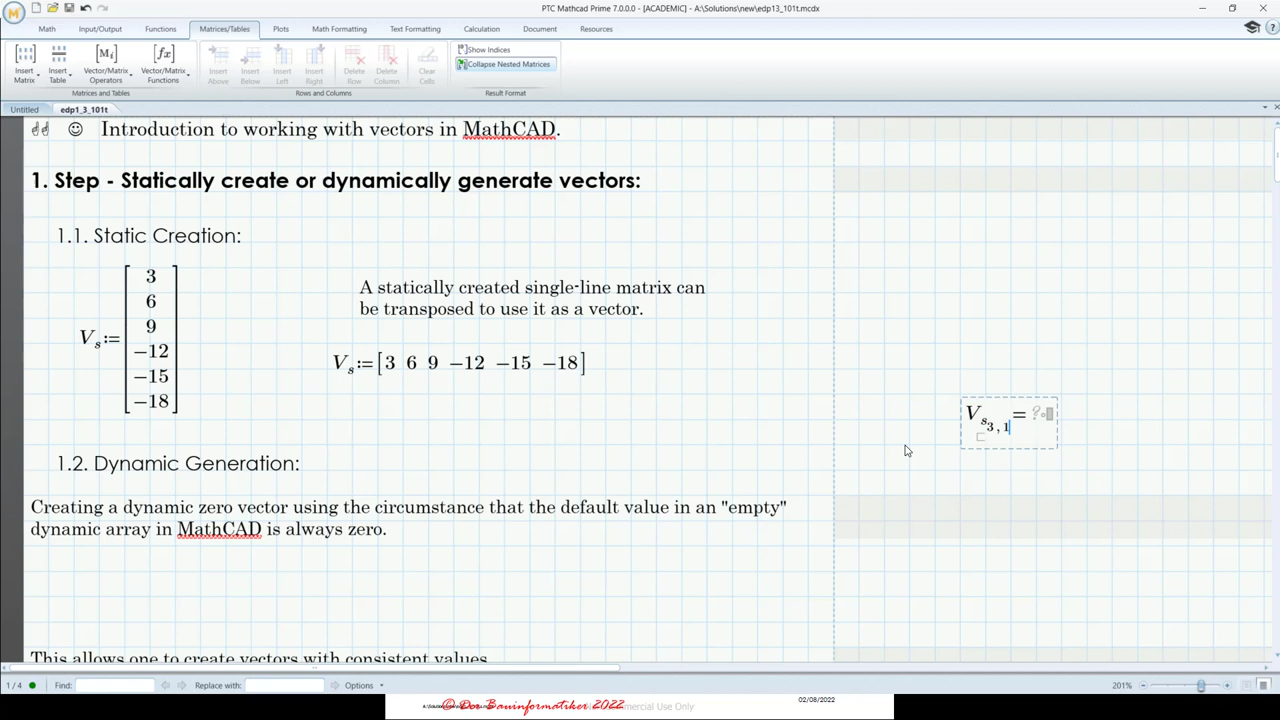 PTC Mathcad Prime 7.0.0.0 - [ACADEMIC] - A:\Solutions\new\edp13_101t.mcdx
Math Input/Output Functions Matrices/Tables Plots Math Formatting Text Formatting Calculation Document Resources
Insert Matrix Insert Table Vector/Matrix Operators Vector/Matrix Functions Insert Above Insert Below Insert Left Insert Right Delete Row Delete Column Clear Cells Show Indices
Collapse Nested Matrices
Matrices and Tables Rows and Columns Result Format
Untitled edp1_3_101t
Introduction to working with vectors in MathCAD.
1. Step - Statically create or dynamically generate vectors:
1.1. Static Creation:
V_s:=[3
6
9
−12
−15
−18]
A statically created single-line matrix can
be transposed to use it as a vector.
V_s:=[3 6 9 −12 −15 −18]
V_s_3,1 = ?
1.2. Dynamic Generation:
Creating a dynamic zero vector using the circumstance that the default value in an "empty"
dynamic array in MathCAD is always zero.
This allows one to create vectors with consistent values
1 / 4 Find: Replace with: Options 201%
© Dor Bauinformatiker 2022
02/08/2022